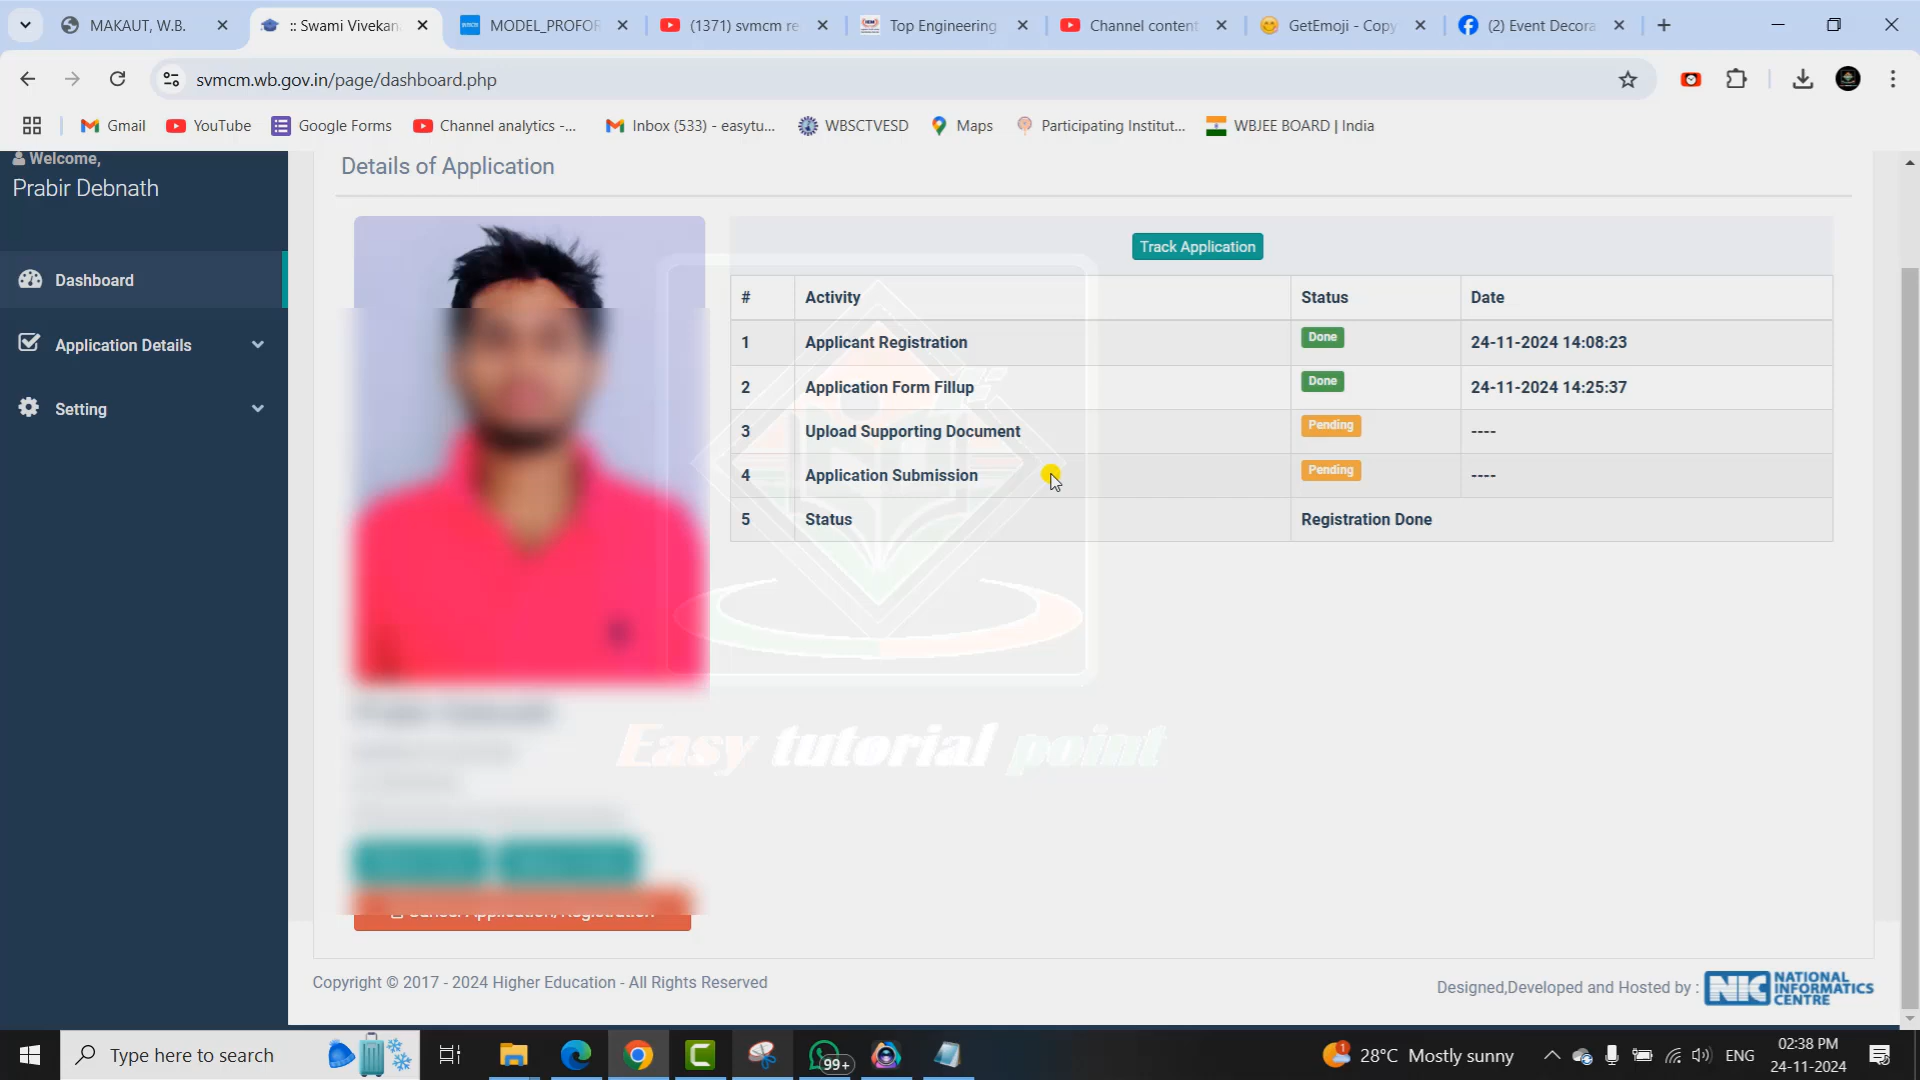 MAKAUT, W.B.
:: Swami Vivekan
MODEL_PROFOR
(1371) svmcm re
Top Engineering
Channel content
GetEmoji - Copy
(2) Event Decora
svmcm.wb.gov.in/page/dashboard.php
Gmail
YouTube
Google Forms
Channel analytics -...
Inbox (533) - easytu...
WBSCTVESD
Maps
Participating Institut...
WBJEE BOARD | India
Welcome,
Prabir Debnath
Dashboard
Application Details
Setting
Details of Application
Track Application
# Activity Status Date
1 Applicant Registration Done 24-11-2024 14:08:23
2 Application Form Fillup Done 24-11-2024 14:25:37
3 Upload Supporting Document Pending ----
4 Application Submission Pending ----
5 Status Registration Done
Easy tutorial point
Cancel Application/Registration
Copyright © 2017 - 2024 Higher Education - All Rights Reserved
Designed,Developed and Hosted by :
NIC NATIONAL
INFORMATICS
CENTRE
Type here to search
99+
1
28°C Mostly sunny
ENG
02:38 PM
24-11-2024